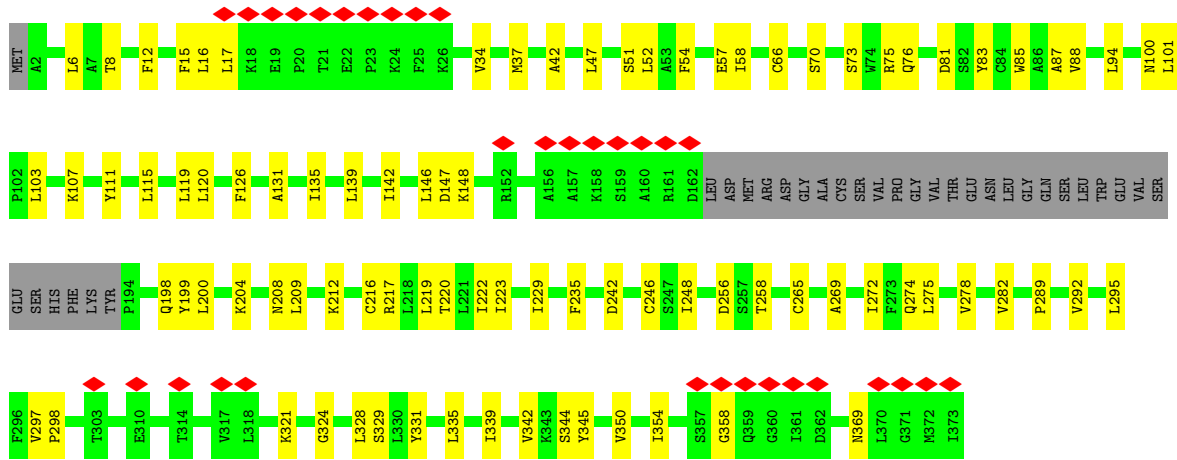 MET A2 L6 A7 T8 F12 F15 L16 L17 K18 E19 P20 T21 E22 P23 K24 F25 K26 V34 M37 A42 L47 S51 L52 A53 F54 E57 I58 C66 S70 S73 W74 R75 Q76 D81 S82 Y83 C84 W85 A86 A87 V88 L94 N100 L101
P102 L103 K107 Y111 L115 L119 L120 F126 A131 I135 L139 I142 L146 D147 K148 R152 A156 A157 K158 S159 A160 R161 D162 LEU ASP MET ARG ASP GLY ALA CYS SER VAL PRO GLY VAL THR GLU ASN LEU GLY GLN SER LEU TRP GLU VAL SER
GLU SER HIS PHE LYS TYR P194 Q198 Y199 L200 K204 N208 L209 K212 C216 R217 L218 L219 T220 L221 I222 I223 I229 F235 D242 C246 S247 I248 D256 S257 T258 C265 A269 I272 F273 Q274 L275 V278 V282 P289 V292 L295
F296 V297 P298 T303 E310 T314 V317 L318 K321 G324 L328 S329 L330 Y331 L335 I339 V342 K343 S344 Y345 V350 I354 S357 G358 Q359 G360 I361 D362 N369 L370 G371 M372 I373